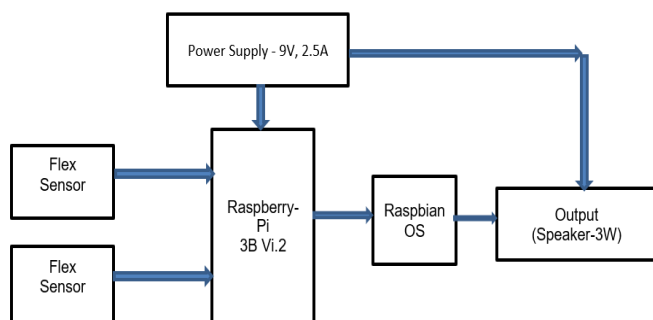 Power Supply - 9V, 2.5A
Flex
Sensor
Raspberry-
Pi
3B Vi.2
Raspbian
OS
Output
(Speaker-3W)
Flex
Sensor